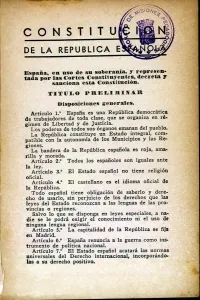 CONSTITUCION
DE LA REPUBLICA ESPAÑOLA
DE MISIONES
España, en uso de su soberanía, y represen-
tada por las Cortes Constituyentes, decreta y
sanciona esta Constitución.
TITULO PRELIMINAR
Disposiciones generales.
Artículo 1.º España es una República democrática
de trabajadores de toda clase, que se organiza en ré-
gimen de Libertad y de Justicia.
Los poderes de todos sus órganos emanan del pueblo.
La República constituye un Estado integral, compa-
tible con la autonomía de los Municipios y las Re-
giones.
La bandera de la República española es roja, ama-
rilla y morada.
Artículo 2.º Todos los españoles son iguales ante
la ley.
Artículo 3.º El Estado español no tiene religión
oficial.
Artículo 4.º El castellano es el idioma oficial de
la República.
Todo español tiene obligación de saberlo y dere-
cho de usarlo, sin perjuicio de los derechos que las
leyes del Estado reconozcan a las lenguas de las pro-
vincias o regiones.
Salvo lo que se disponga en leyes especiales, a na-
die se le podrá exigir el conocimiento ni el uso de
ninguna lengua regional.
Artículo 5.º La capitalidad de la República se fija
en Madrid.
Artículo 6.º España renuncia a la guerra como ins-
trumento de política nacional.
Artículo 7.º El Estado español acatará las normas
universales del Derecho internacional, incorporándo-
las a su derecho positivo.